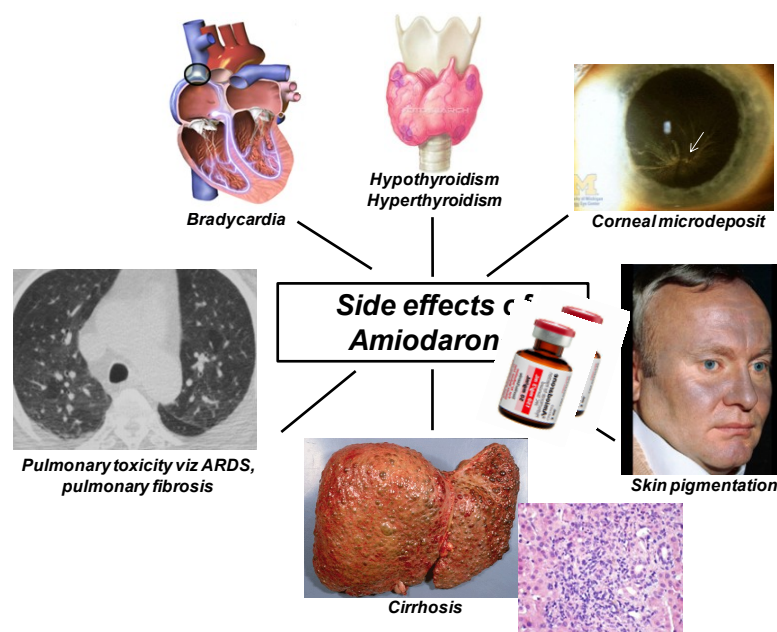 Hypothyroidism
Hyperthyroidism
Bradycardia
Corneal microdeposit
Side effects of
Amiodaron
Pulmonary toxicity viz ARDS,
pulmonary fibrosis
Skin pigmentation
Cirrhosis